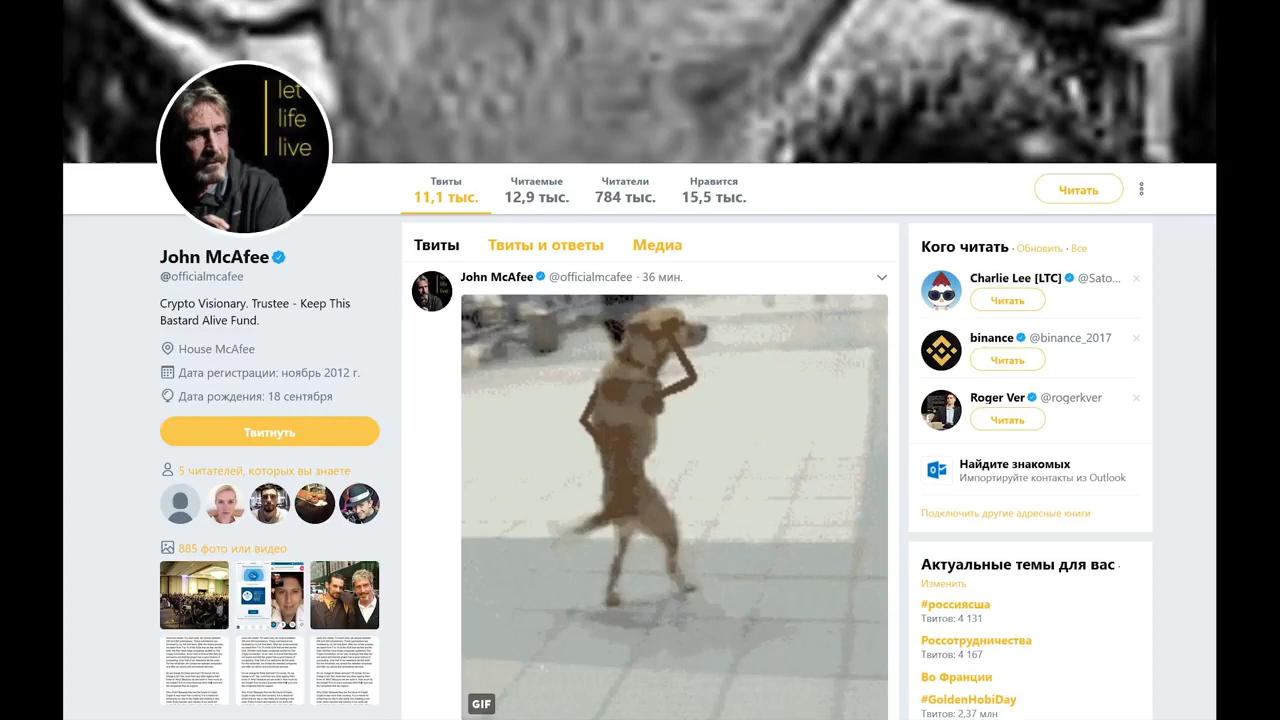 let
life
live
Твиты
11,1 тыс.
Читаемые
12,9 тыс.
Читатели
784 тыс.
Нравится
15,5 тыс.
Читать
John McAfee
@officialmcafee
Crypto Visionary. Trustee - Keep This
Bastard Alive Fund.
House McAfee
Дата регистрации: ноябрь 2012 г.
Дата рождения: 18 сентября
Твитнуть
5 читателей, которых вы знаете
885 фото или видео
Твиты Твиты и ответы Медиа
John McAfee @officialmcafee · 36 мин.
GIF
Кого читать · Обновить · Все
Charlie Lee [LTC] @Sato...
Читать
binance @binance_2017
Читать
Roger Ver @rogerkver
Читать
Найдите знакомых
Импортируйте контакты из Outlook
Подключить другие адресные книги
Актуальные темы для вас ·
Изменить
#россиясша
Твитов: 4 131
Россотрудничества
Твитов: 4 167
Во Франции
#GoldenHobiDay
Твитов: 2,37 млн